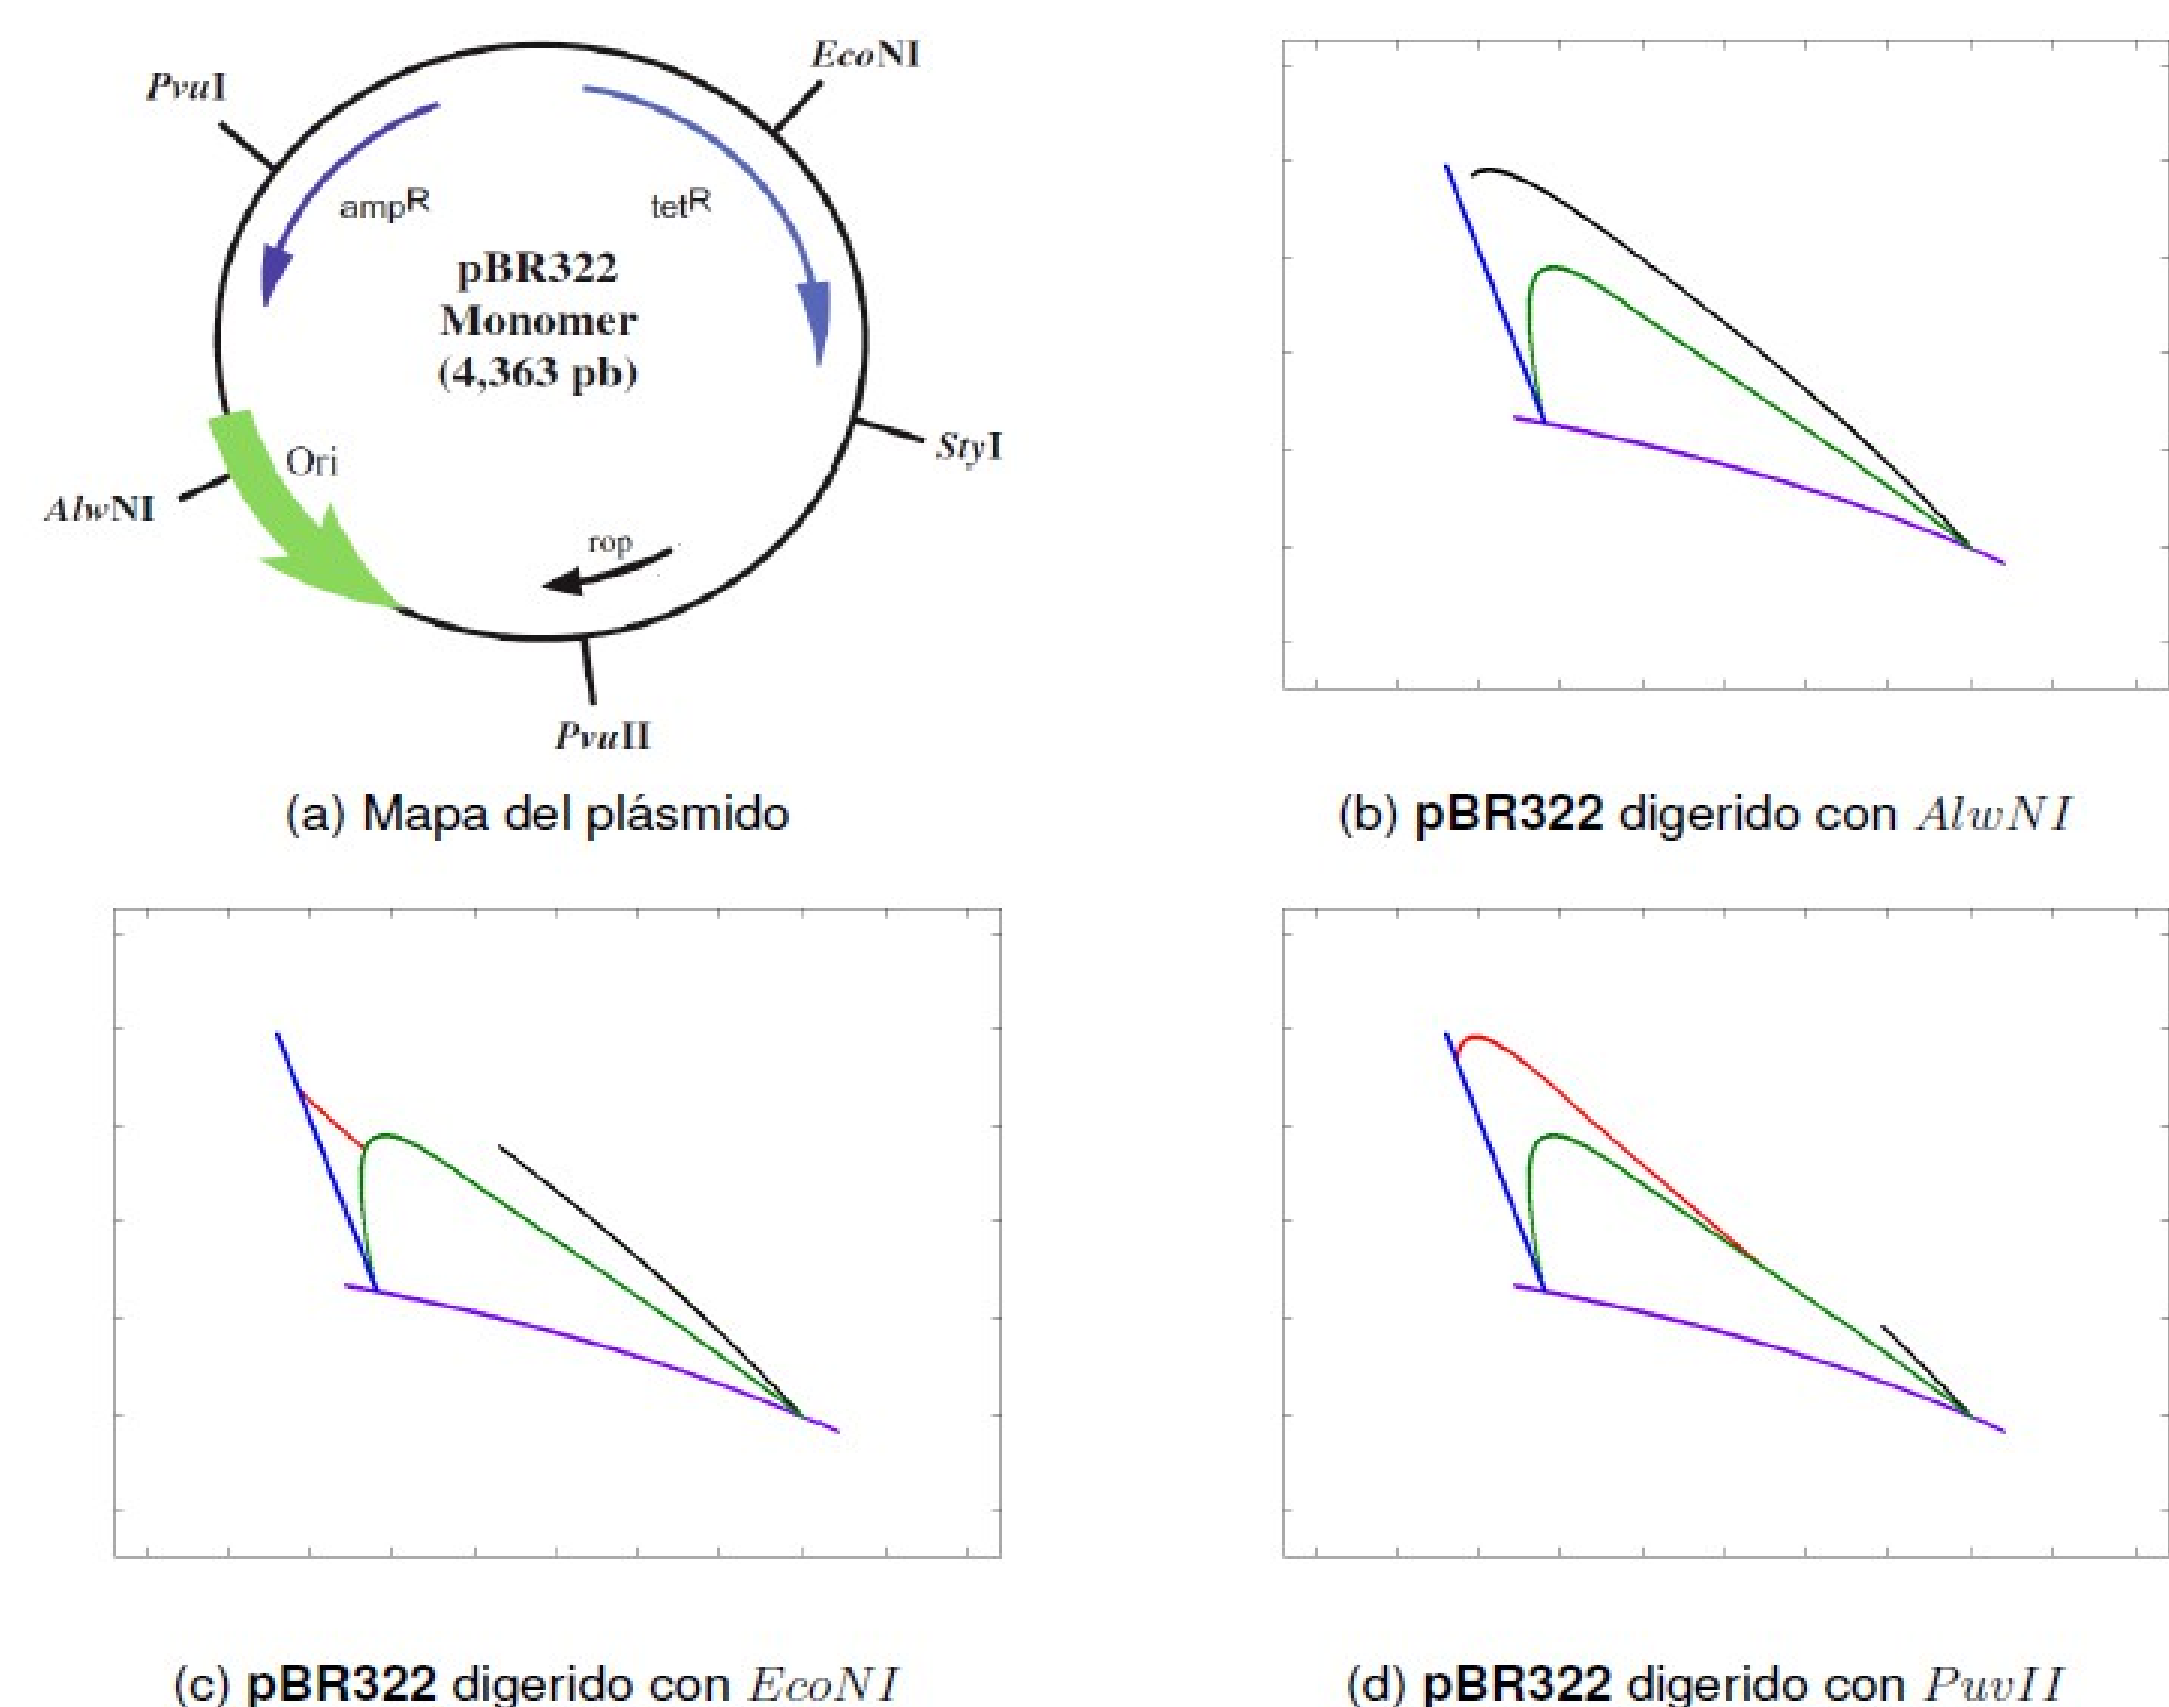 EcoNI
PvuI
ampR
tetR
pBR322
Monomer
(4,363 pb)
StyI
Ori
AlwNI
rop
PvuII
(a) Mapa del plásmido
(b) pBR322 digerido con AlwNI
(c) pBR322 digerido con EcoNI
(d) pBR322 digerido con PuvII